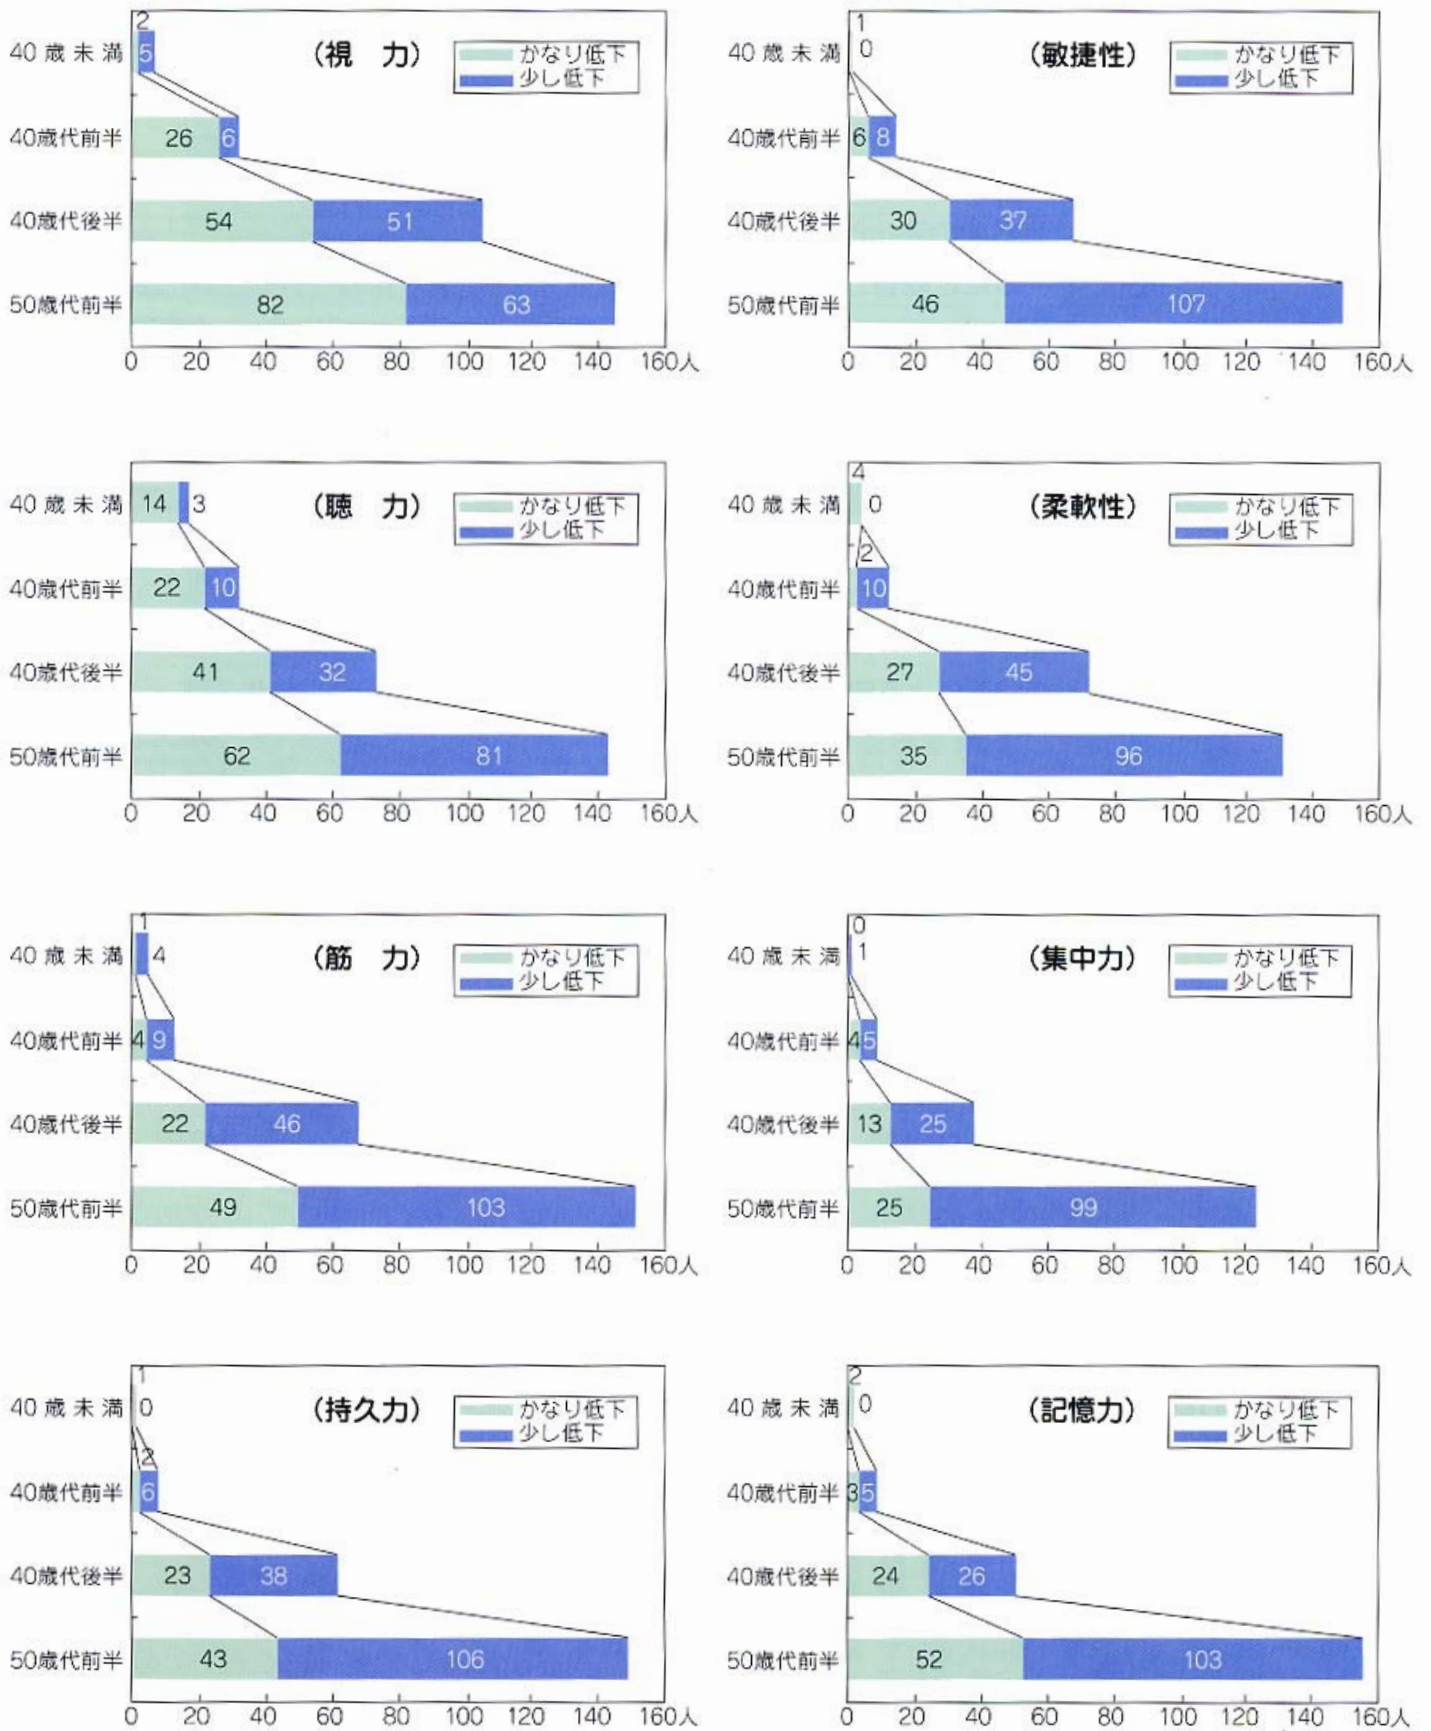 2
40歳未満 5 （視　力） かなり低下
少し低下
40歳代前半 26 6
40歳代後半 54 51
50歳代前半 82 63
0 20 40 60 80 100 120 140 160人
1
40歳未満 0 （敏捷性） かなり低下
少し低下
40歳代前半 6 8
40歳代後半 30 37
50歳代前半 46 107
0 20 40 60 80 100 120 140 160人
40歳未満 14 3 （聴　力） かなり低下
少し低下
40歳代前半 22 10
40歳代後半 41 32
50歳代前半 62 81
0 20 40 60 80 100 120 140 160人
4
40歳未満 0 （柔軟性） かなり低下
少し低下
2
40歳代前半 10
40歳代後半 27 45
50歳代前半 35 96
0 20 40 60 80 100 120 140 160人
1
40歳未満 4 （筋　力） かなり低下
少し低下
40歳代前半 4 9
40歳代後半 22 46
50歳代前半 49 103
0 20 40 60 80 100 120 140 160人
0
40歳未満 1 （集中力） かなり低下
少し低下
40歳代前半 4 5
40歳代後半 13 25
50歳代前半 25 99
0 20 40 60 80 100 120 140 160人
1
40歳未満 0 （持久力） かなり低下
少し低下
2
40歳代前半 6
40歳代後半 23 38
50歳代前半 43 106
0 20 40 60 80 100 120 140 160人
2
40歳未満 0 （記憶力） かなり低下
少し低下
40歳代前半 3 5
40歳代後半 24 26
50歳代前半 52 103
0 20 40 60 80 100 120 140 160人